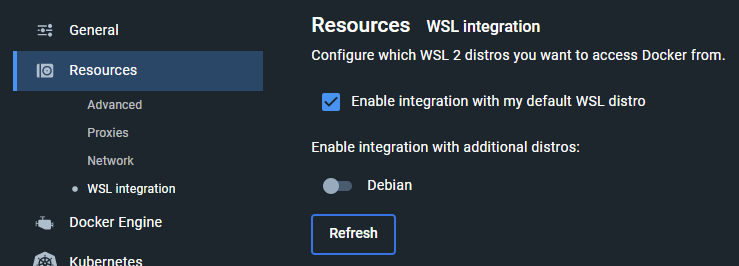 General
Resources
Advanced
Proxies
Network
WSL integration
Docker Engine
Kubernetes
Resources WSL integration
Configure which WSL 2 distros you want to access Docker from.
Enable integration with my default WSL distro
Enable integration with additional distros:
Debian
Refresh